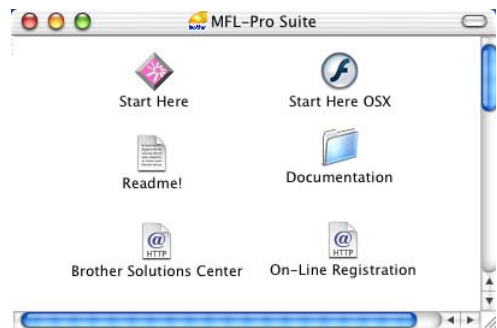 MFL-Pro Suite
Start Here
Start Here OSX
Readme!
Documentation
@
HTTP
Brother Solutions Center
@
HTTP
On-Line Registration